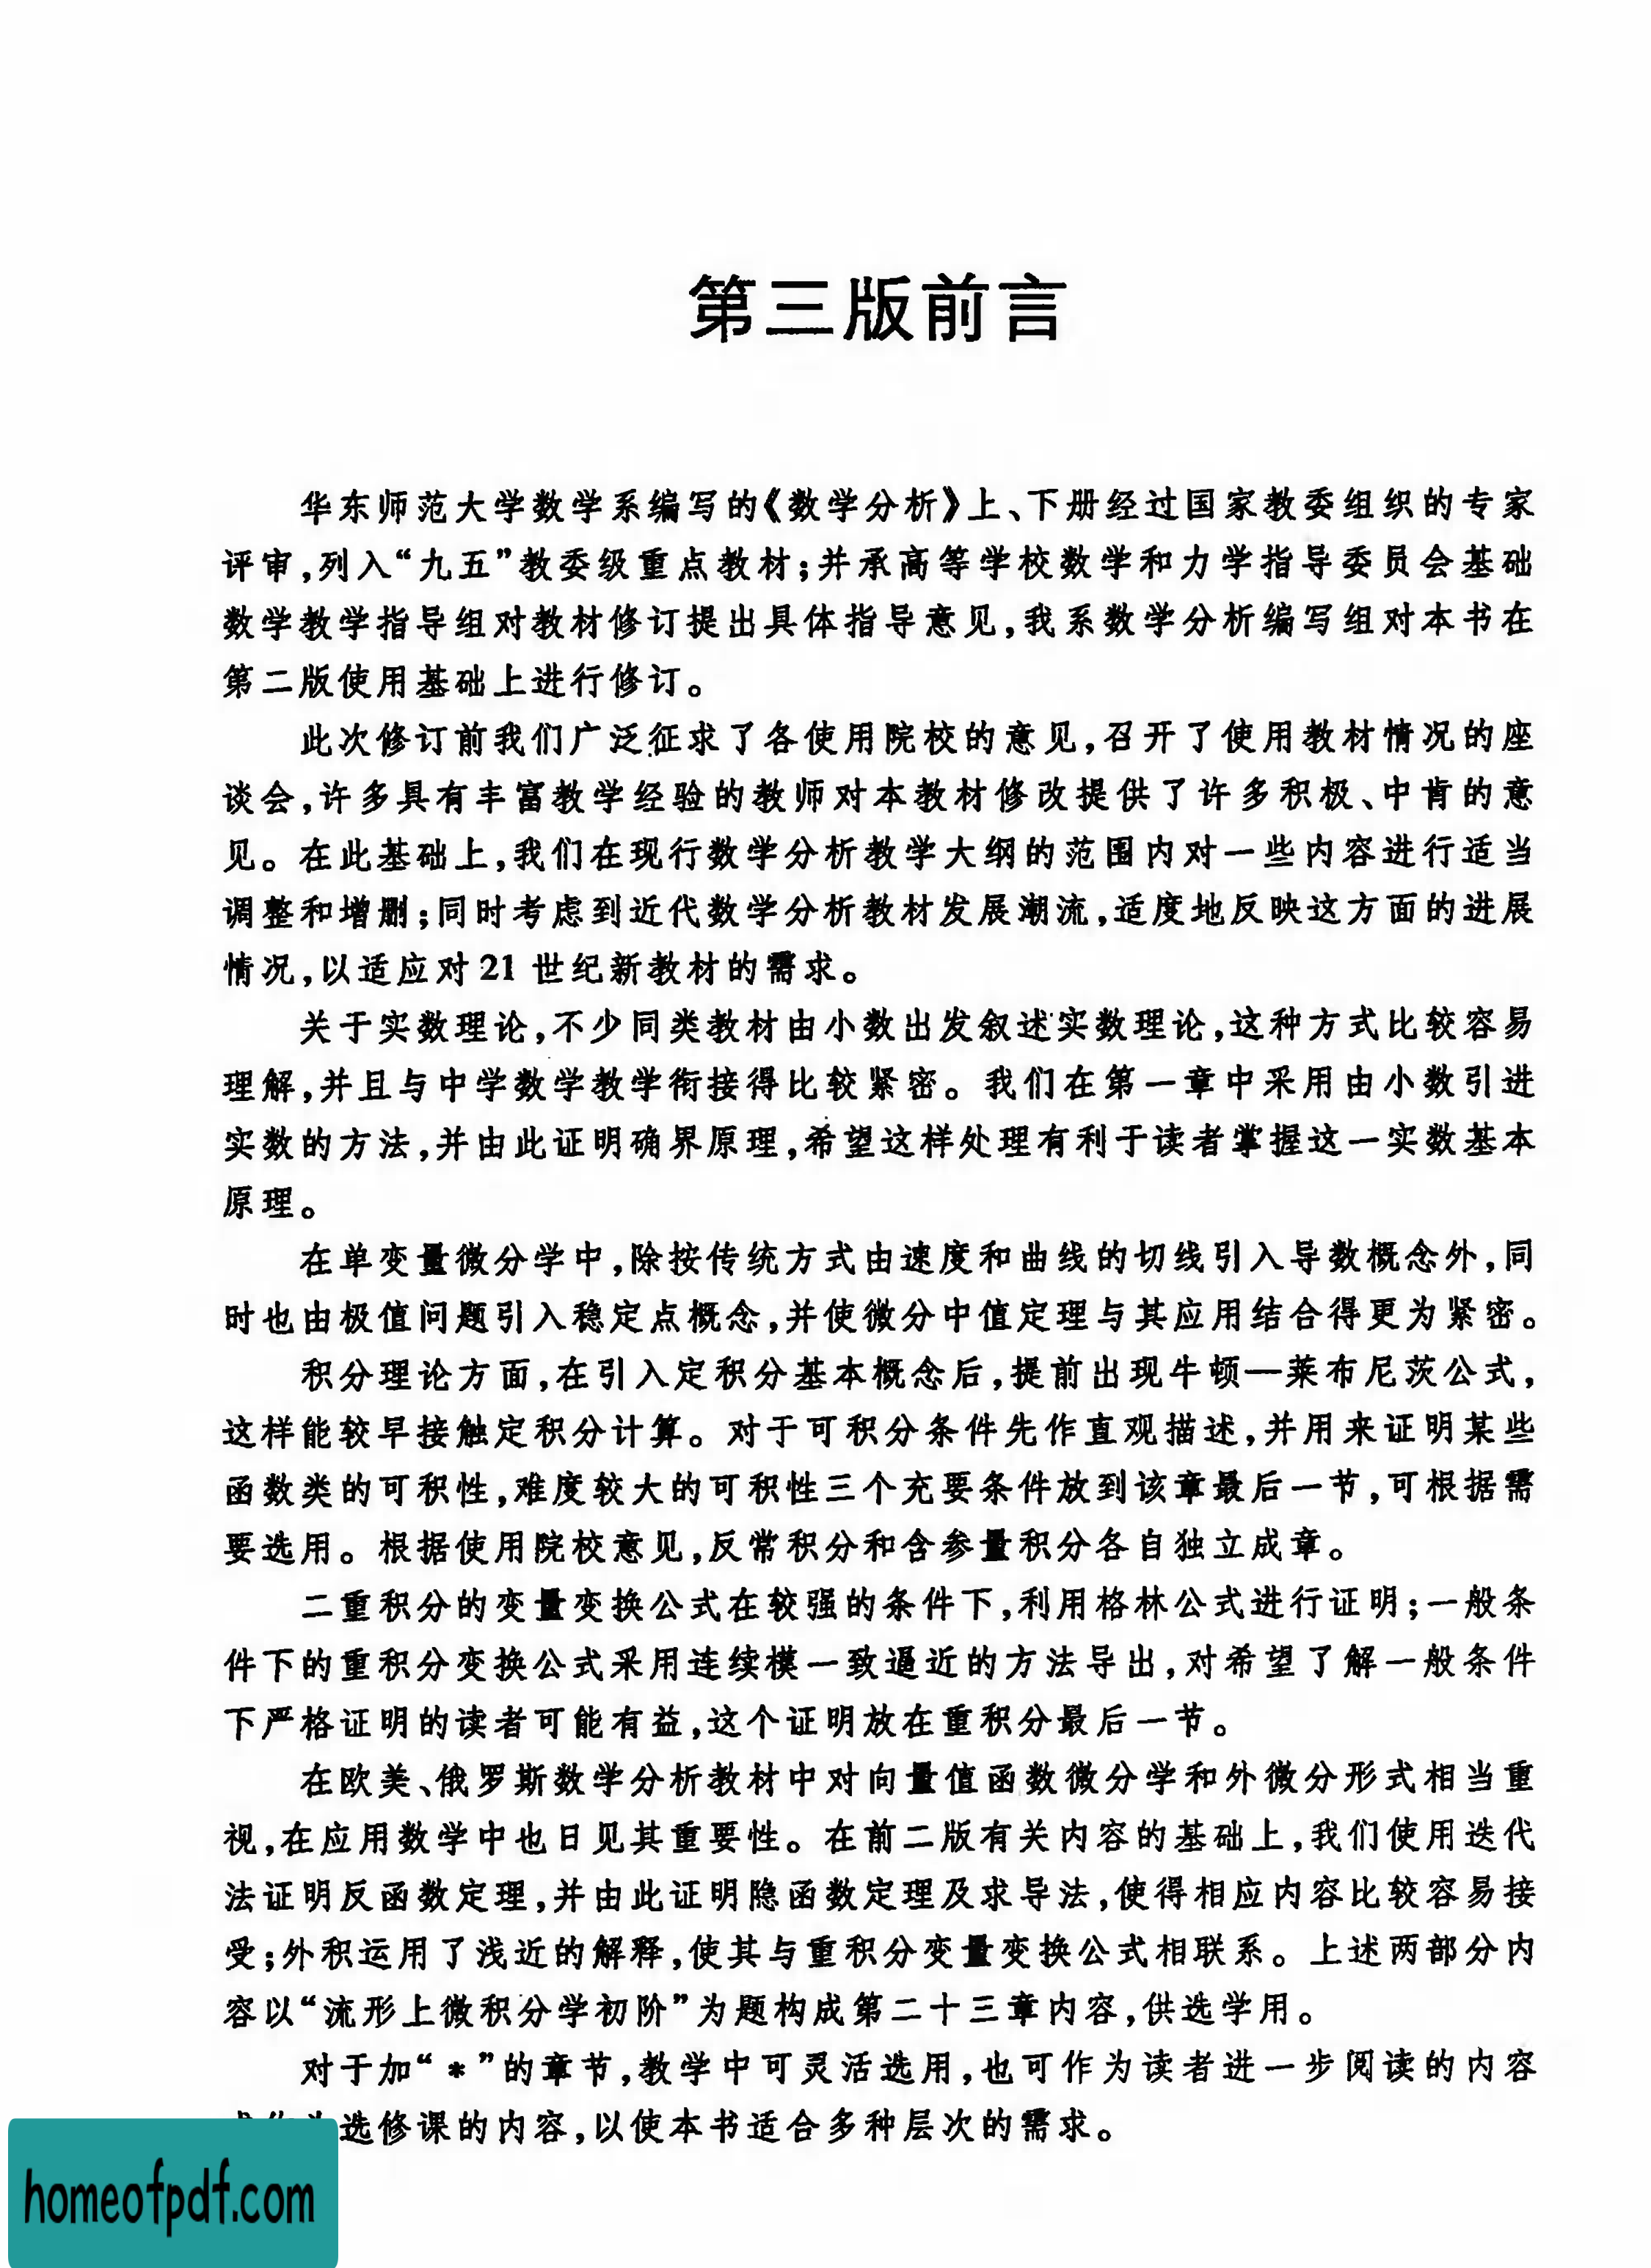 第三版前言
华东师范大学数学系编写的《数学分析》上、下册经过国家教委组织的专家
评审,列入“九五”教委级重点教材;并承高等学校数学和力学指导委员会基础
数学教学指导组对教材修订提出具体指导意见,我系数学分析编写组对本书在
第二版使用基础上进行修订。
此次修订前我们广泛征求了各使用院校的意见,召开了使用教材情况的座
谈会,许多具有丰富教学经验的教师对本教材修改提供了许多积极、中肯的意
见。在此基础上,我们在现行数学分析教学大纲的范围内对一些内容进行适当
调整和增删;同时考虑到近代数学分析教材发展潮流,适度地反映这方面的进展
情况,以适应对21世纪新教材的需求。
关于实数理论,不少同类教材由小数出发叙述实数理论,这种方式比较容易
理解,并且与中学数学教学衔接得比较紧密。我们在第一章中采用由小数引进
实数的方法,并由此证明确界原理,希望这样处理有利于读者掌握这一实数基本
原理。
在单变量微分学中,除按传统方式由速度和曲线的切线引入导数概念外,同
时也由极值问题引入稳定点概念,并使微分中值定理与其应用结合得更为紧密。
积分理论方面,在引入定积分基本概念后,提前出现牛顿—莱布尼茨公式,
这样能较早接触定积分计算。对于可积分条件先作直观描述,并用来证明某些
函数类的可积性,难度较大的可积性三个充要条件放到该章最后一节,可根据需
要选用。根据使用院校意见,反常积分和含参量积分各自独立成章。
二重积分的变量变换公式在较强的条件下,利用格林公式进行证明;一般条
件下的重积分变换公式采用连续模一致逼近的方法导出,对希望了解一般条件
下严格证明的读者可能有益,这个证明放在重积分最后一节。
在欧美、俄罗斯数学分析教材中对向量值函数微分学和外微分形式相当重
视,在应用数学中也日见其重要性。在前二版有关内容的基础上,我们使用迭代
法证明反函数定理,并由此证明隐函数定理及求导法,使得相应内容比较容易接
受;外积运用了浅近的解释,使其与重积分变量变换公式相联系。上述两部分内
容以“流形上微积分学初阶”为题构成第二十三章内容,供选学用。
对于加“*”的章节,教学中可灵活选用,也可作为读者进一步阅读的内容
选修课的内容,以使本书适合多种层次的需求。
homeofpdf.com